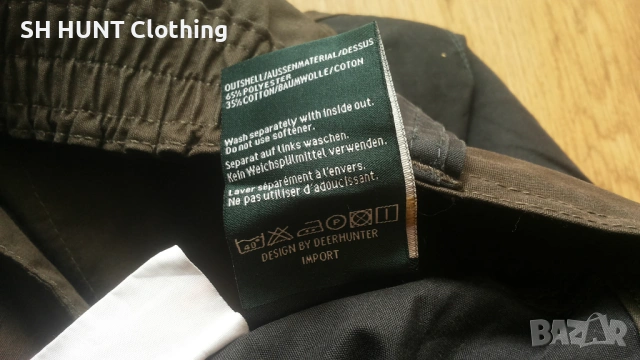 SH HUNT Clothing
OUTSHELL/AUSSENMATERIAL/DESSUS
65% POLYESTER
35% COTTON/BAUMWOLLE/COTON
Wash separately with inside out.
Do not use softener.
Separat auf links waschen.
Kein Weichspülmittel verwenden.
Laver séparément à l'envers.
Ne pas utiliser d'adoucissant.
40°
P
DESIGN BY DEERHUNTER
IMPORT
BAZAR